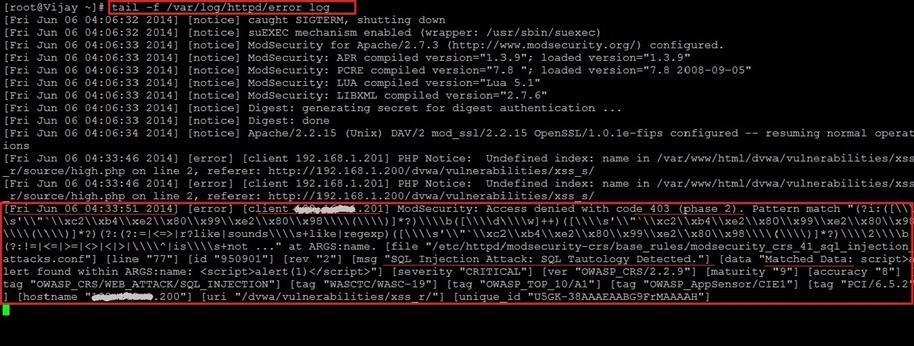 [root@Vijay ~]# tail -f /var/log/httpd/error_log
[Fri Jun 06 04:06:32 2014] [notice] caught SIGTERM, shutting down
[Fri Jun 06 04:06:32 2014] [notice] suEXEC mechanism enabled (wrapper: /usr/sbin/suexec)
[Fri Jun 06 04:06:33 2014] [notice] ModSecurity for Apache/2.7.3 (http://www.modsecurity.org/) configured.
[Fri Jun 06 04:06:33 2014] [notice] ModSecurity: APR compiled version="1.3.9"; loaded version="1.3.9"
[Fri Jun 06 04:06:33 2014] [notice] ModSecurity: PCRE compiled version="7.8 "; loaded version="7.8 2008-09-05"
[Fri Jun 06 04:06:33 2014] [notice] ModSecurity: LUA compiled version="Lua 5.1"
[Fri Jun 06 04:06:33 2014] [notice] ModSecurity: LIBXML compiled version="2.7.6"
[Fri Jun 06 04:06:33 2014] [notice] Digest: generating secret for digest authentication ...
[Fri Jun 06 04:06:33 2014] [notice] Digest: done
[Fri Jun 06 04:06:34 2014] [notice] Apache/2.2.15 (Unix) DAV/2 mod_ssl/2.2.15 OpenSSL/1.0.1e-fips configured -- resuming normal operat
ions
[Fri Jun 06 04:33:46 2014] [error] [client 192.168.1.201] PHP Notice:  Undefined index: name in /var/www/html/dvwa/vulnerabilities/xss
_r/source/high.php on line 2, referer: http://192.168.1.200/dvwa/vulnerabilities/xss_s/
[Fri Jun 06 04:33:46 2014] [error] [client 192.168.1.201] PHP Notice:  Undefined index: name in /var/www/html/dvwa/vulnerabilities/xss
_r/source/high.php on line 2, referer: http://192.168.1.200/dvwa/vulnerabilities/xss_s/
[Fri Jun 06 04:33:51 2014] [error] [client .201] ModSecurity: Access denied with code 403 (phase 2). Pattern match "(?i:([\\
\\s'\\"`\\xc2\\xb4\\xe2\\x80\\x99\\xe2\\x80\\x98\\(\\)]*?)\\\\b([\\\\d\\\\w]++)([\\\\s'\\"`\\xc2\\xb4\\xe2\\x80\\x99\\xe2\\x80\\x98
\\(\\)]*?)(?:(?:=|<=>|r?like|sounds\\\\s+like|regexp)([\\\\s'\\"`\\xc2\\xb4\\xe2\\x80\\x99\\xe2\\x80\\x98\\(\\)]*?)\\\\2\\\\b
(?:!=|<=|>=|<>|<|>|\\\\^|is\\\\s+not ..." at ARGS:name. [file "/etc/httpd/modsecurity-crs/base_rules/modsecurity_crs_41_sql_injection_
attacks.conf"] [line "77"] [id "950901"] [rev "2"] [msg "SQL Injection Attack: SQL Tautology Detected."] [data "Matched Data: script>a
lert found within ARGS:name: <script>alert(1)</script>"] [severity "CRITICAL"] [ver "OWASP_CRS/2.2.9"] [maturity "9"] [accuracy "8"] [
tag "OWASP_CRS/WEB_ATTACK/SQL_INJECTION"] [tag "WASCTC/WASC-19"] [tag "OWASP_TOP_10/A1"] [tag "OWASP_AppSensor/CIE1"] [tag "PCI/6.5.2"
] [hostname ".200"] [uri "/dvwa/vulnerabilities/xss_r/"] [unique_id "U5GK-38AAAEAABG9FrMAAAAH"]